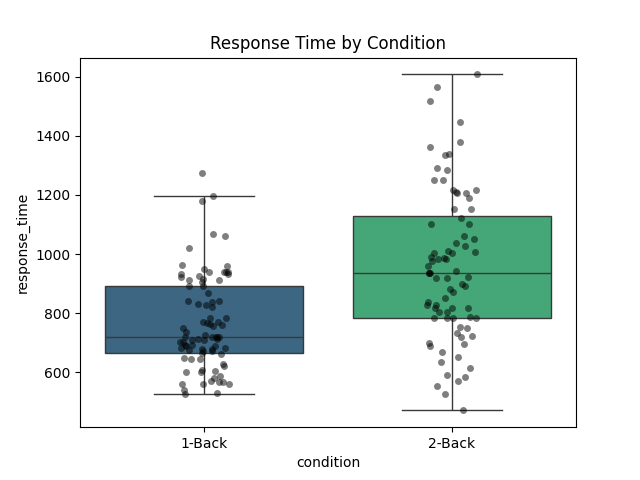 Response Time by Condition
1600
1400
1200
1000
800
600
response_time
1-Back
2-Back
condition